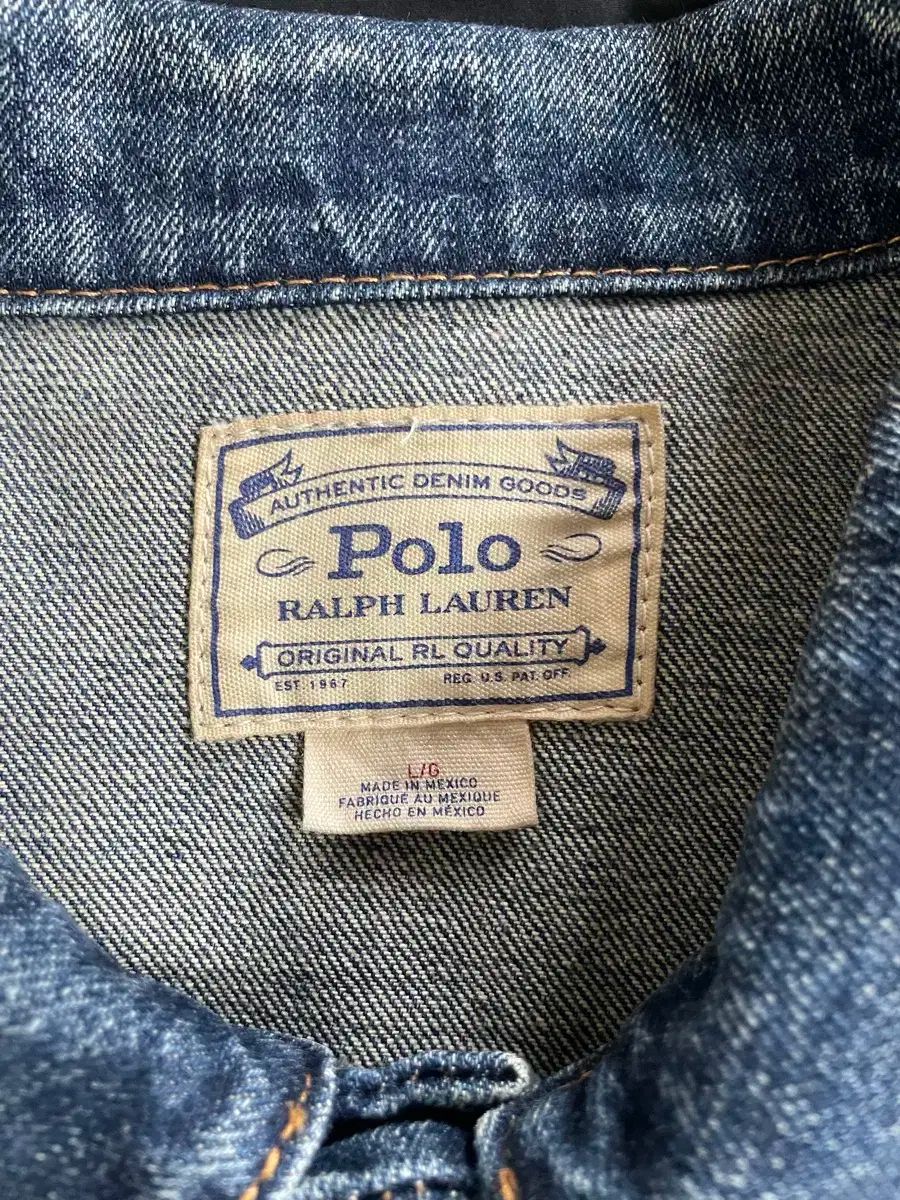 AUTHENTIC DENIM GOODS
Polo
RALPH LAUREN
ORIGINAL RL QUALITY
EST. 1967 REG. U.S. PAT. OFF.
L/G
MADE IN MEXICO
FABRIQUÉ AU MEXIQUE
HECHO EN MÉXICO